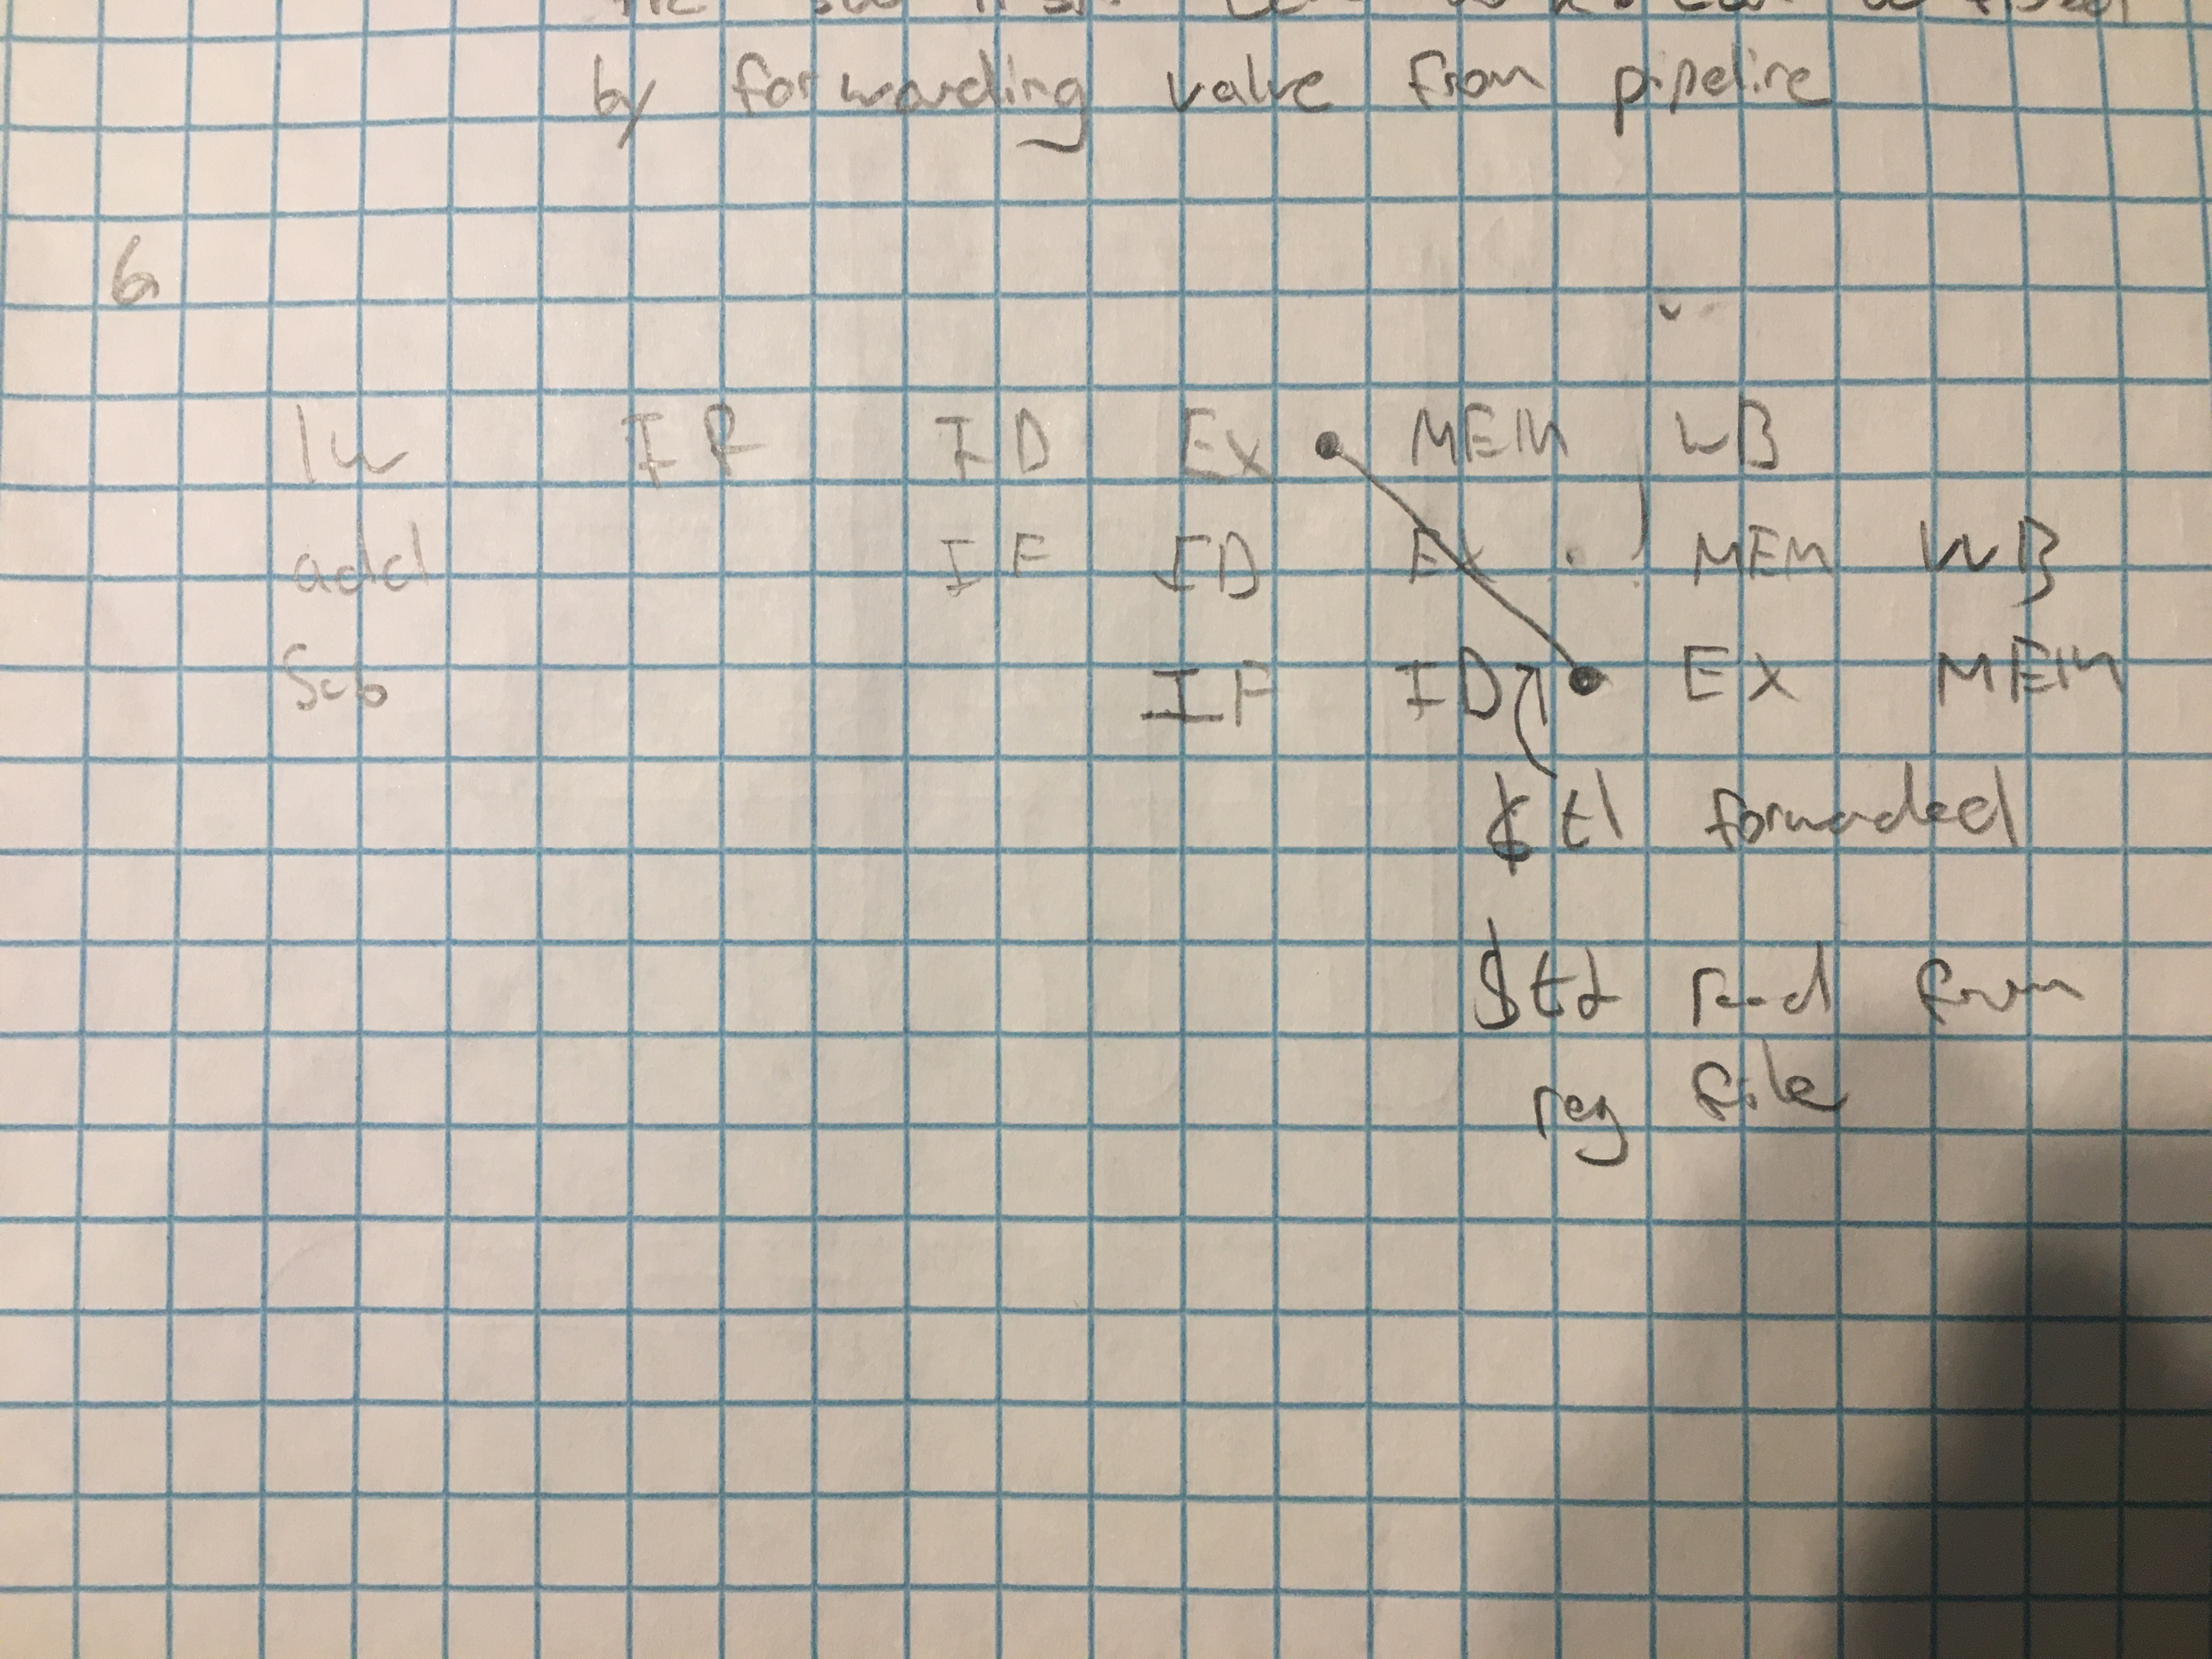 by forwarding value from pipeline
6
lw IF ID EX MEM WB
add IF ID EX MEM WB
Sub IF ID EX MEM
$t1 forwarded
$t2 read from
reg file